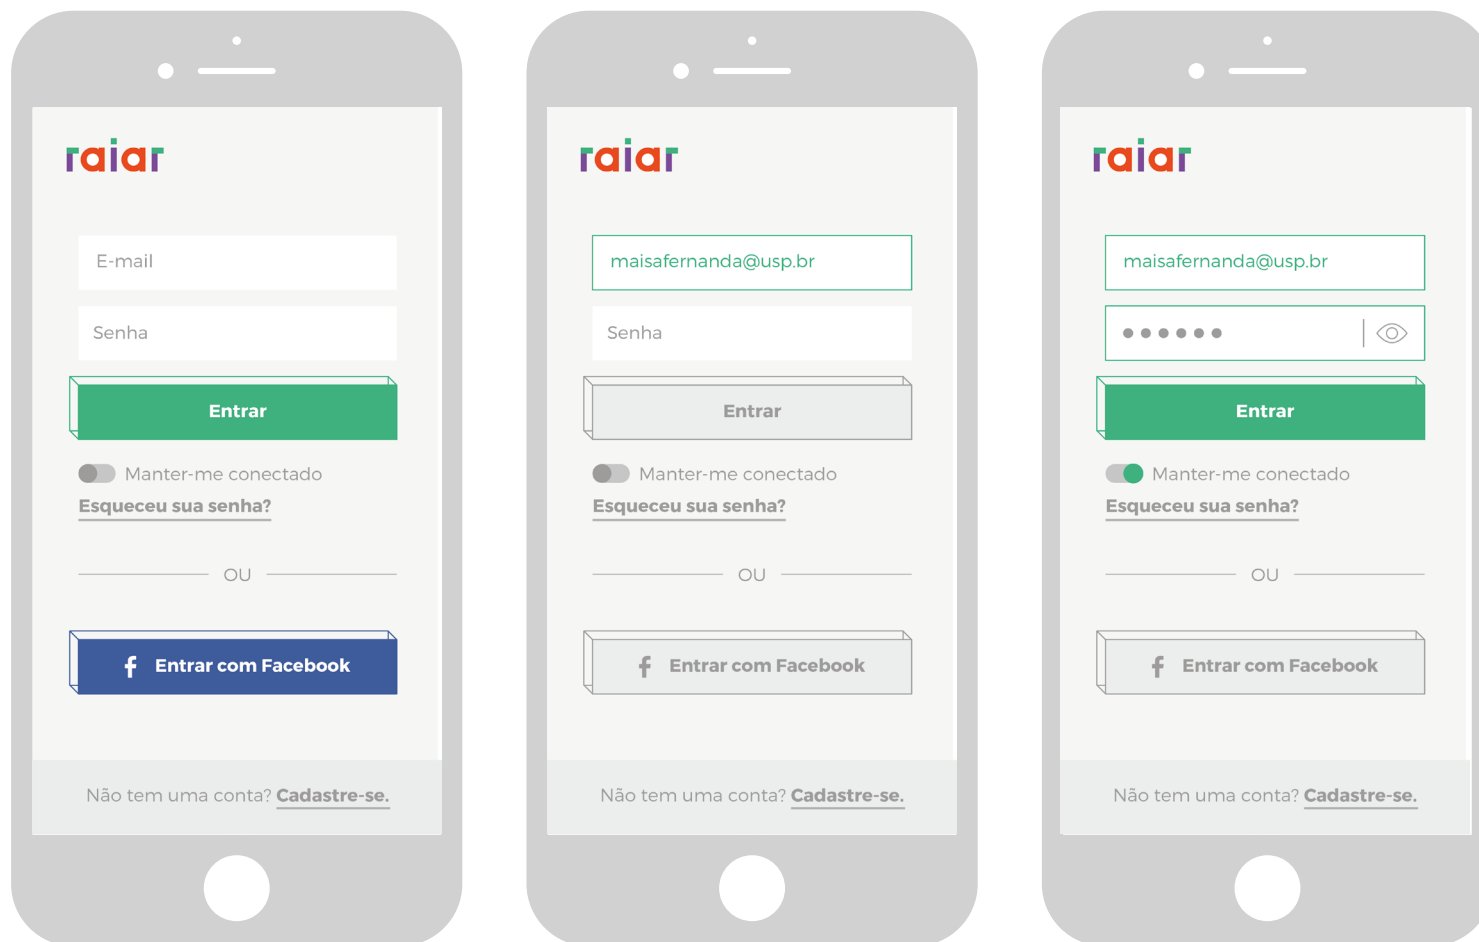 raiar
E-mail
Senha
Entrar
Manter-me conectado
Esqueceu sua senha?
OU
f Entrar com Facebook
Não tem uma conta? Cadastre-se.
raiar
maisafernanda@usp.br
Senha
Entrar
Manter-me conectado
Esqueceu sua senha?
OU
f Entrar com Facebook
Não tem uma conta? Cadastre-se.
raiar
maisafernanda@usp.br
Entrar
Manter-me conectado
Esqueceu sua senha?
OU
f Entrar com Facebook
Não tem uma conta? Cadastre-se.